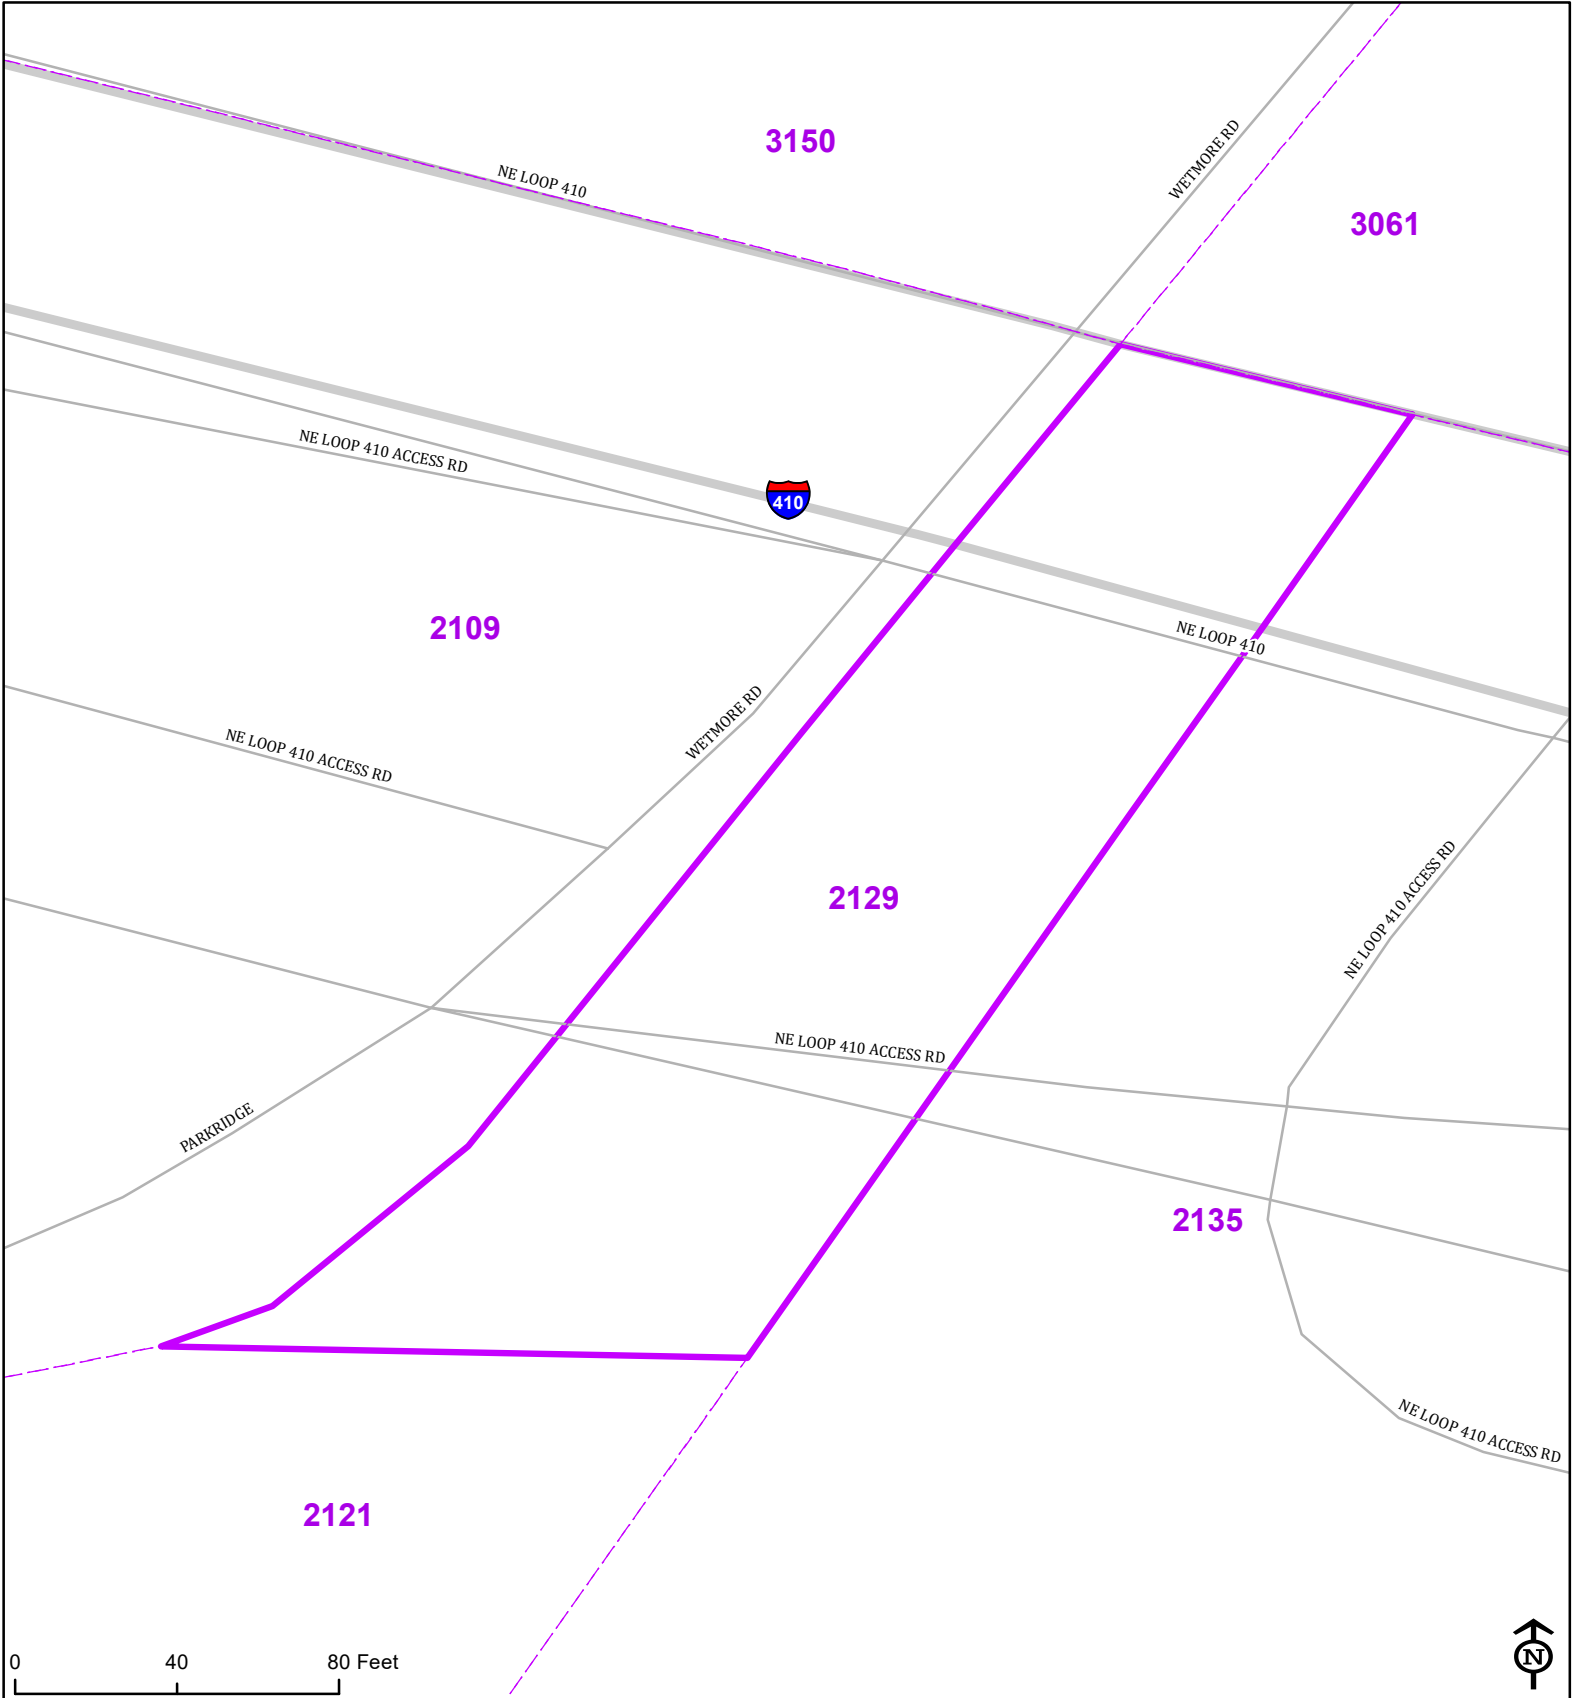 3150
WETMORE RD
NE LOOP 410
3061
NE LOOP 410 ACCESS RD
410
2109
NE LOOP 410
WETMORE RD
NE LOOP 410 ACCESS RD
2129
NE LOOP 410 ACCESS RD
NE LOOP 410 ACCESS RD
PARKRIDGE
2135
NE LOOP 410 ACCESS RD
2121
0 40 80 Feet
N